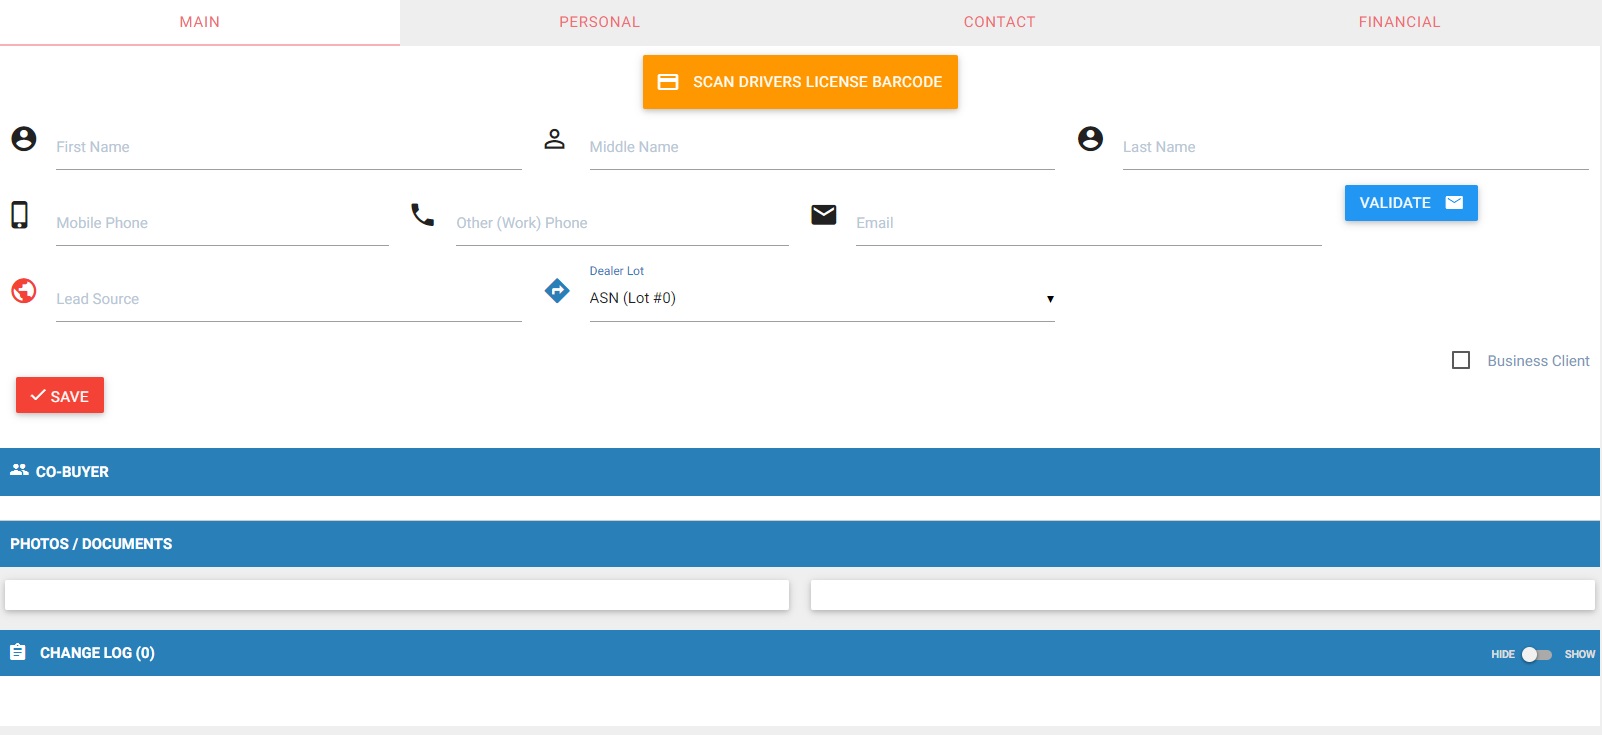 MAIN PERSONAL CONTACT FINANCIAL
SCAN DRIVERS LICENSE BARCODE
First Name Middle Name Last Name
Mobile Phone Other (Work) Phone Email VALIDATE
Lead Source Dealer Lot
ASN (Lot #0)
Business Client
SAVE
CO-BUYER
PHOTOS / DOCUMENTS
CHANGE LOG (0) HIDE SHOW